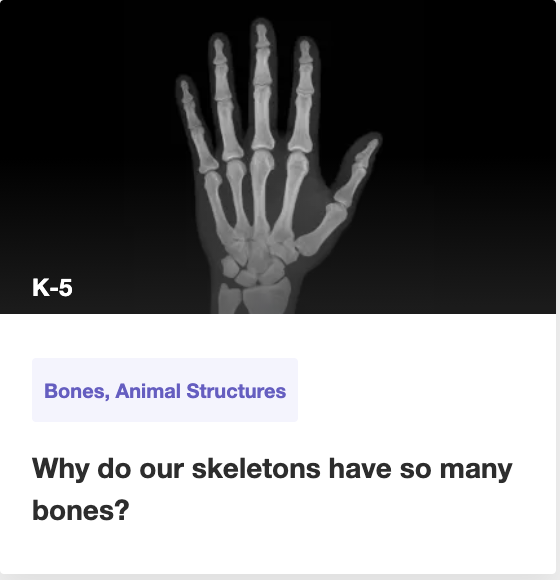 K-5
Bones, Animal Structures
Why do our skeletons have so many
bones?